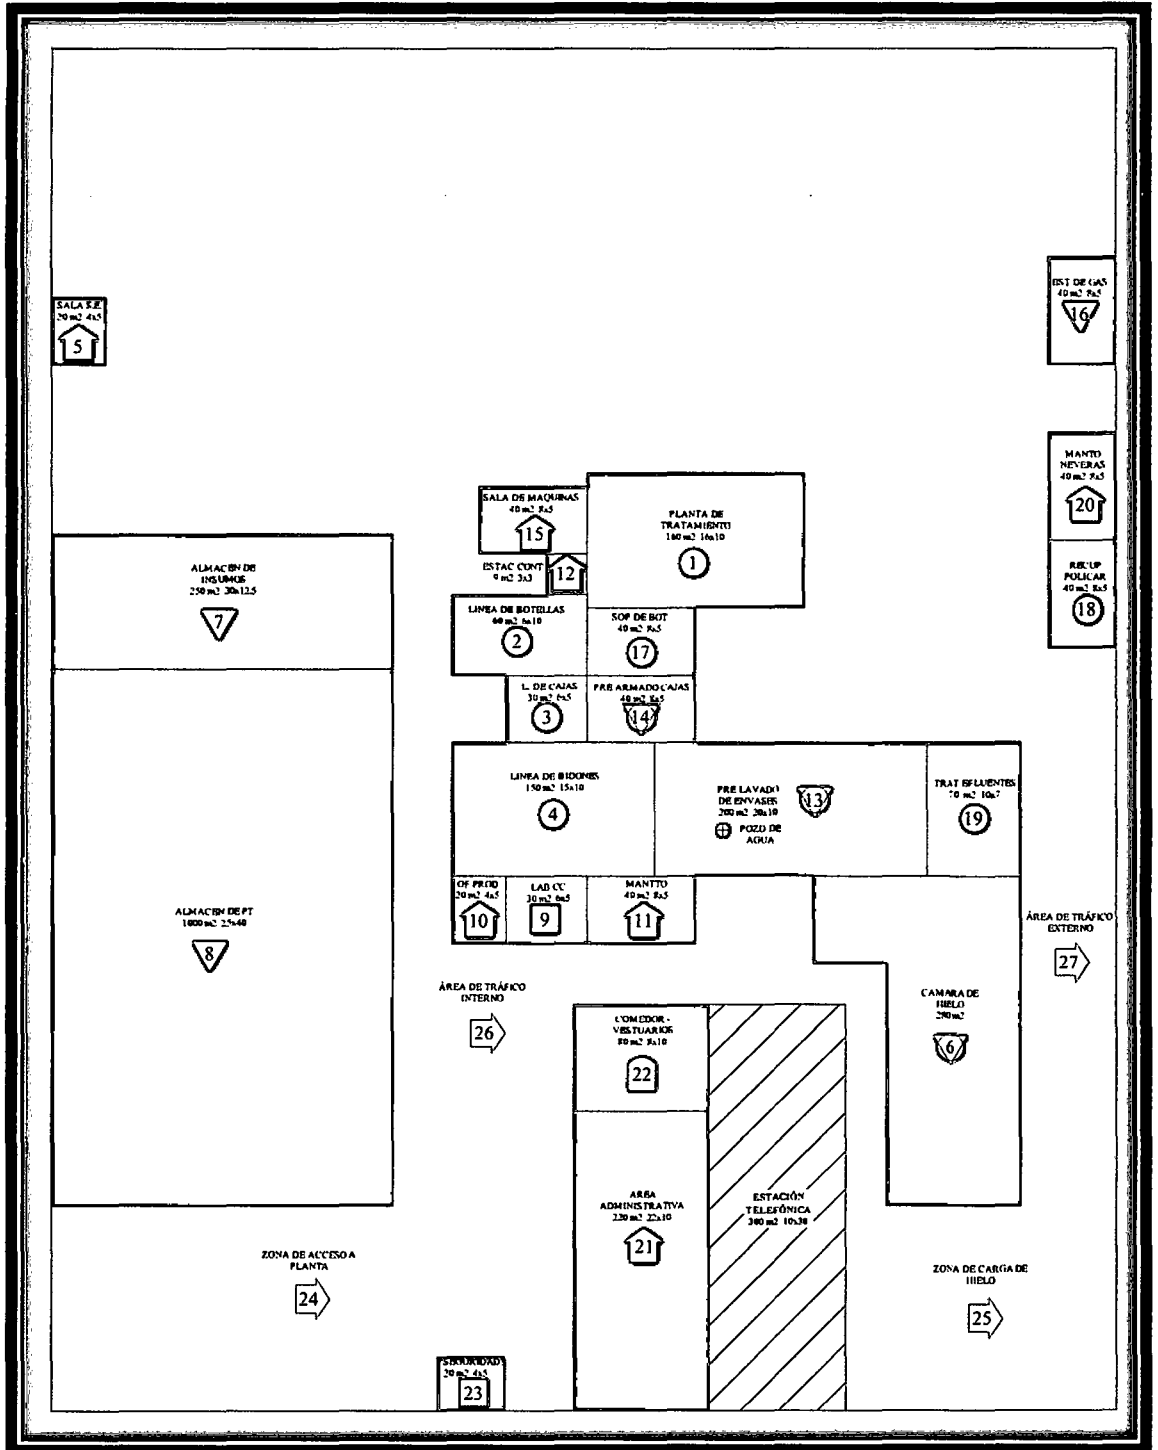 SALA S.E.
20 m2 4x5
5
EST DE GAS
40 m2 8x5
16
MANTO
NEVERAS
40 m2 8x5
20
RECUP
POLICAR
40 m2 8x5
18
SALA DE MAQUINAS
40 m2 8x5
15
PLANTA DE
TRATAMIENTO
160 m2 16x10
1
ESTAC CONT
9 m2 3x3
12
ALMACEN DE
INSUMOS
250 m2 30x12.5
7
LINEA DE BOTELLAS
60 m2 6x10
2
SOP DE BOT
40 m2 8x5
17
L. DE CAJAS
30 m2 6x5
3
PRE ARMADO CAJAS
40 m2 8x5
14
LINEA DE BIDONES
150 m2 15x10
4
PRE LAVADO
DE ENVASES
200 m2 20x10
13
POZO DE
AGUA
TRAT EFLUENTES
70 m2 10x7
19
OF PROD
20 m2 4x5
10
LAB CC
30 m2 6x5
9
MANTTO
40 m2 8x5
11
ALMACEN DE PT
1000 m2 25x40
8
ÁREA DE TRÁFICO
EXTERNO
27
ÁREA DE TRÁFICO
INTERNO
26
CAMARA DE
HIELO
280 m2
6
COMEDOR -
VESTUARIOS
80 m2 8x10
22
AREA
ADMINISTRATIVA
220 m2 22x10
21
ESTACIÓN
TELEFÓNICA
300 m2 10x30
ZONA DE ACCESO A
PLANTA
24
ZONA DE CARGA DE
HIELO
25
SEGURIDAD
20 m2 4x5
23